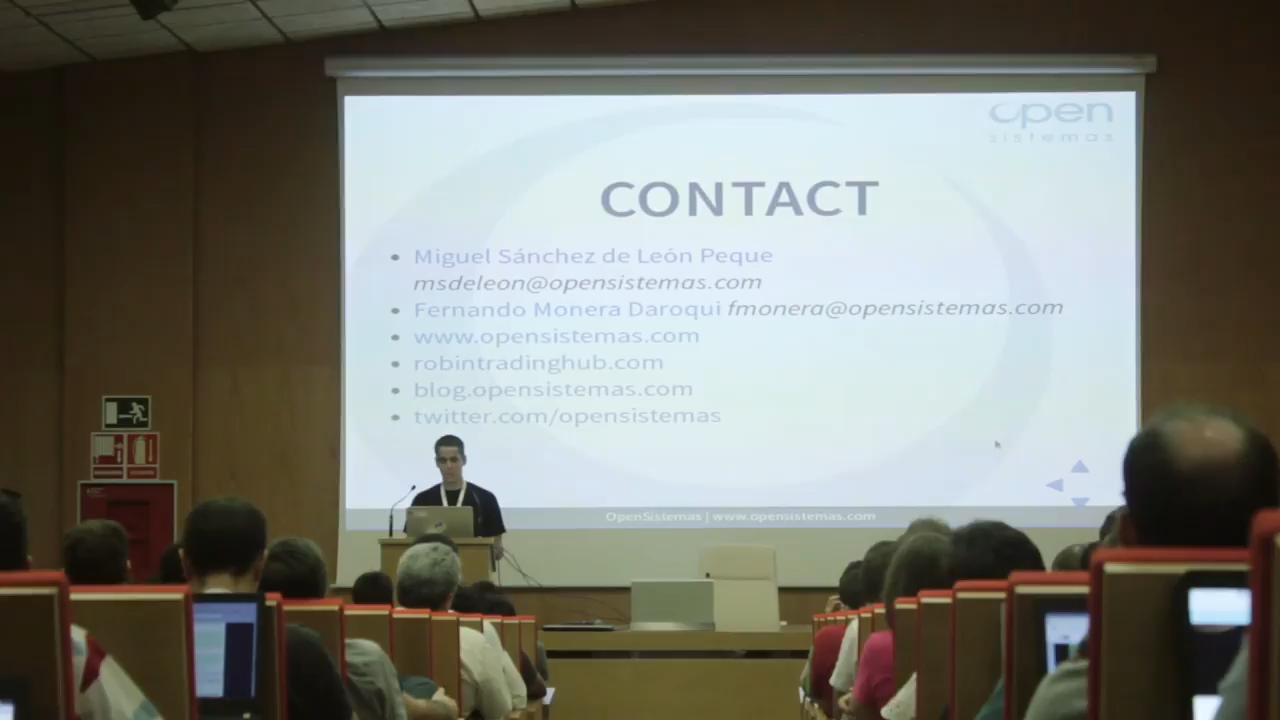 open
sistemas
CONTACT
Miguel Sánchez de León Peque
msdeleon@opensistemas.com
Fernando Monera Daroqui fmonera@opensistemas.com
www.opensistemas.com
robintradinghub.com
blog.opensistemas.com
twitter.com/opensistemas
OpenSistemas | www.opensistemas.com